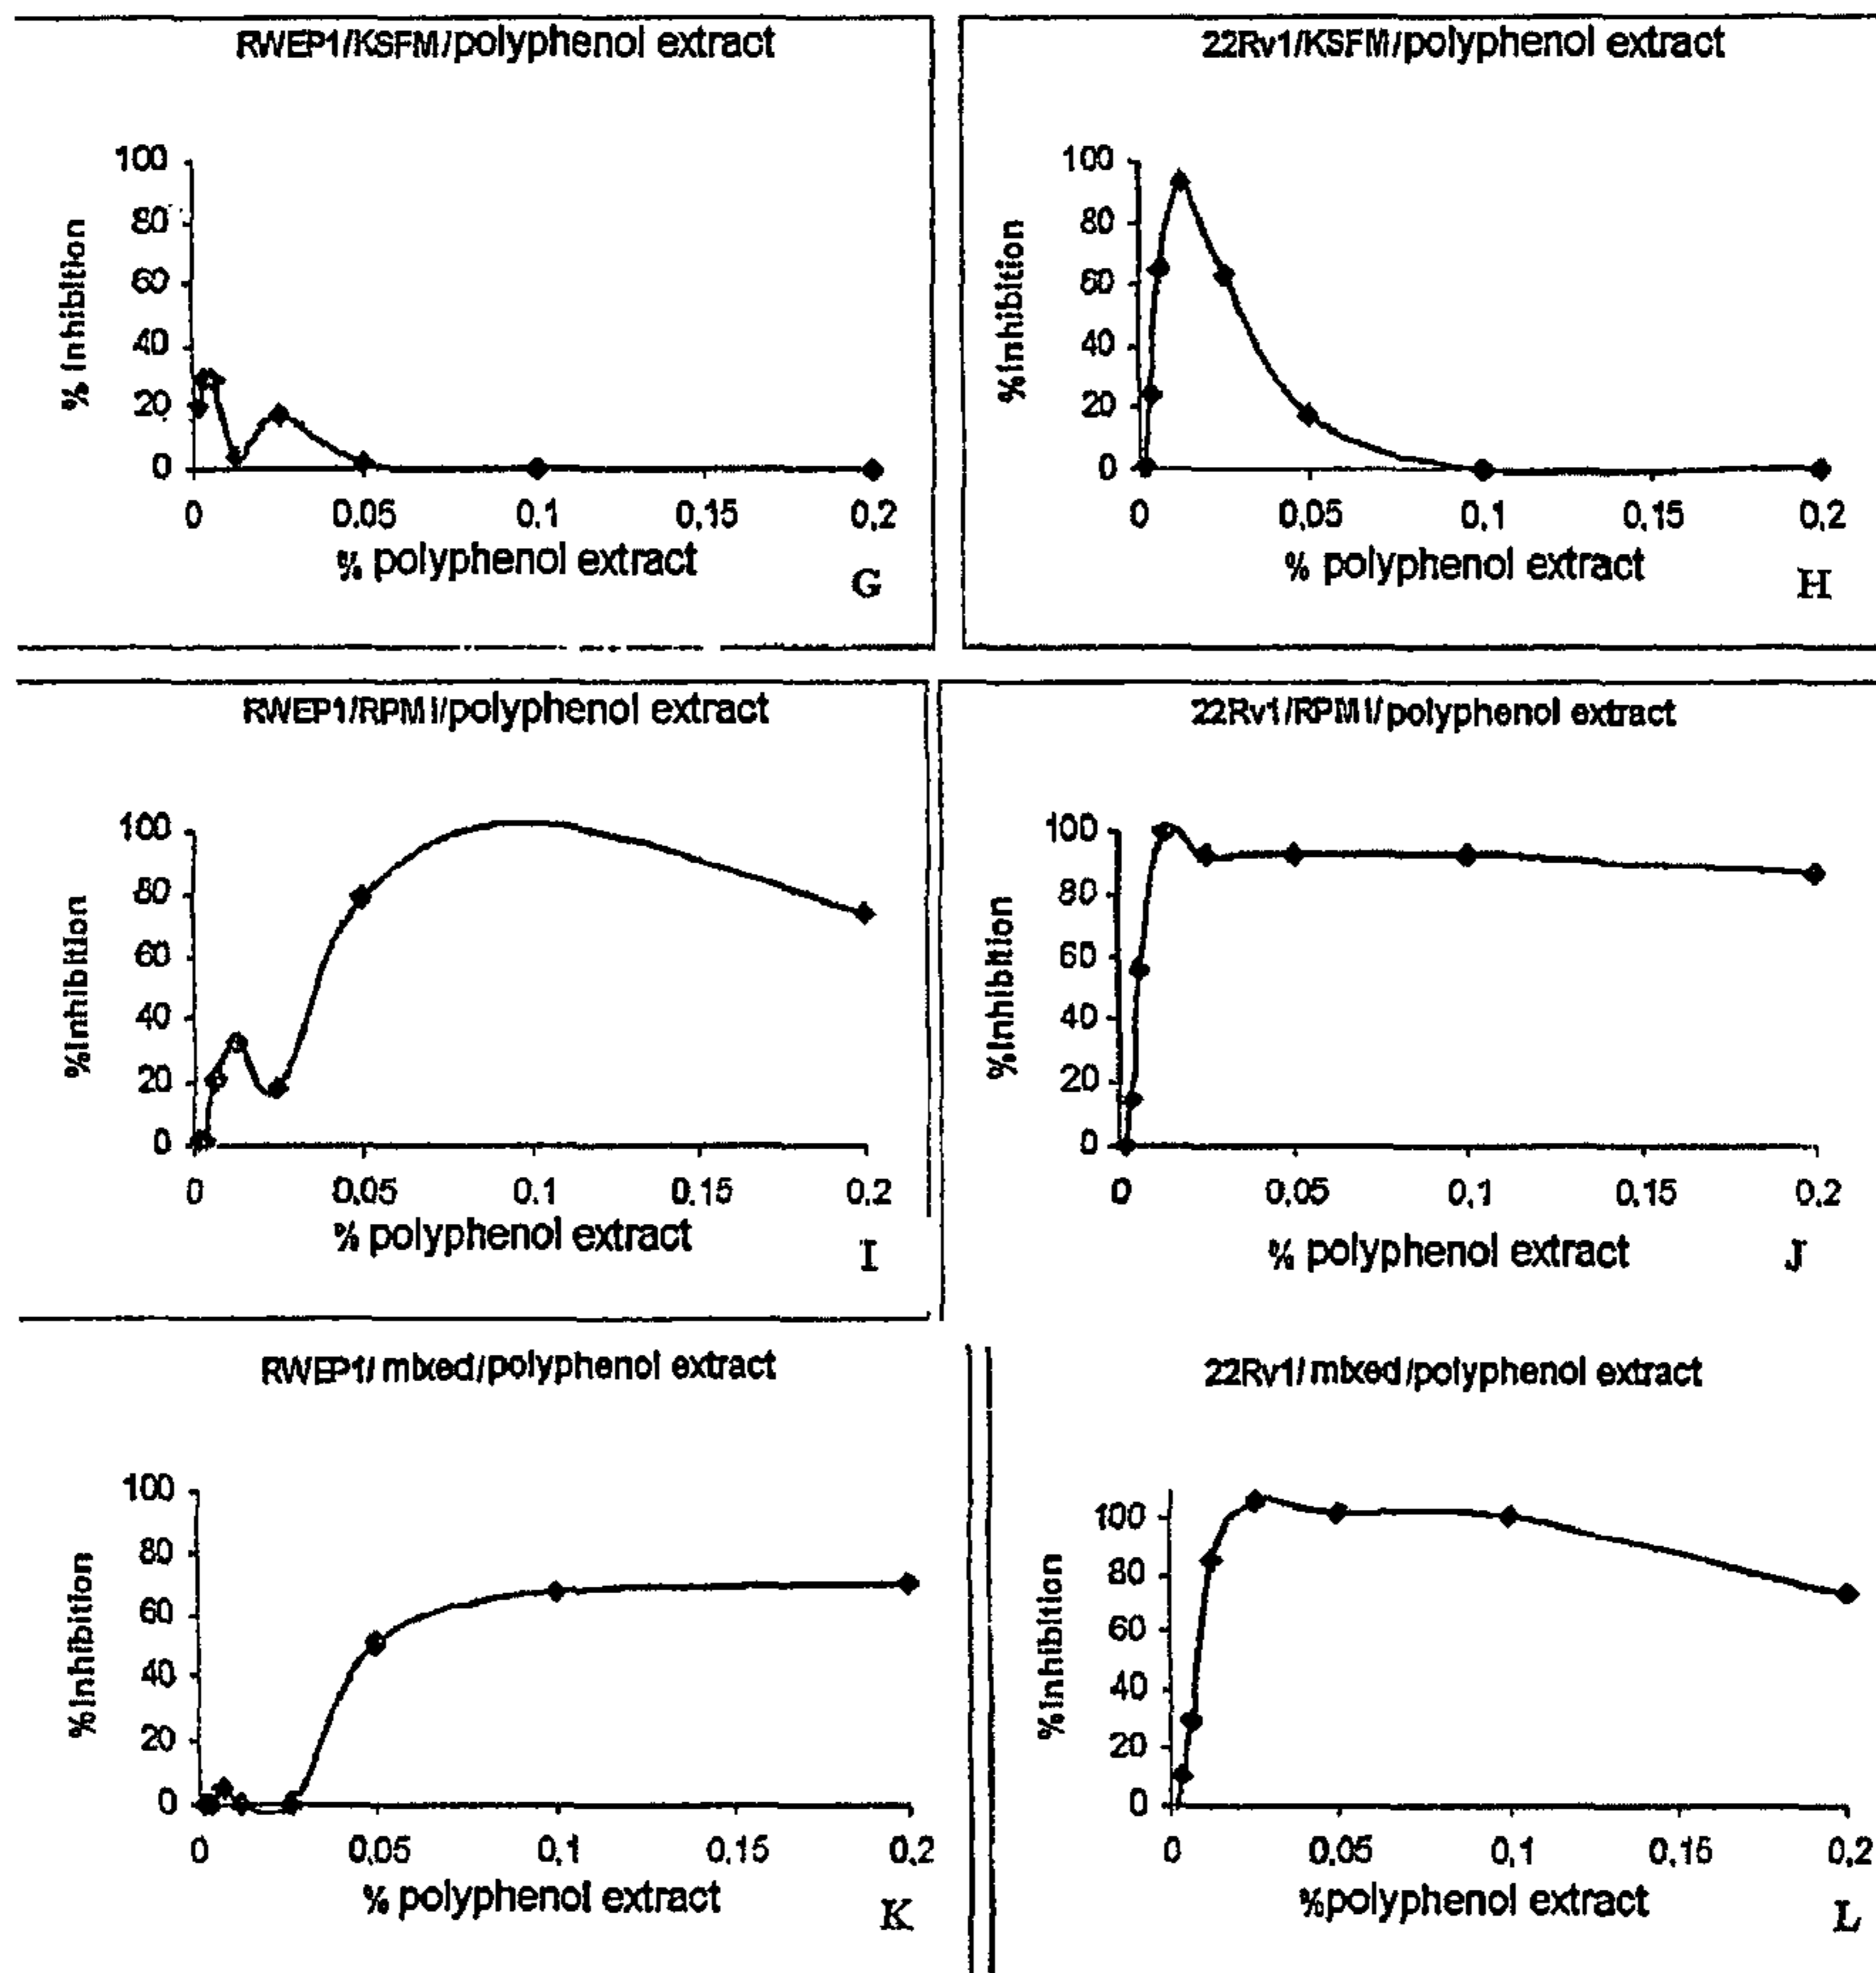 RWEP1/KSFM/polyphenol extract
% Inhibition
100
80
60
40
20
0
0
0,05
0,1
0,15
0,2
% polyphenol extract
G
22Rv1/KSFM/polyphenol extract
%Inhibition
100
80
60
40
20
0
0
0,05
0,1
0,15
0,2
% polyphenol extract
H
RWEP1/RPMI/polyphenol extract
%Inhibition
100
80
60
40
20
0
0
0,05
0,1
0,15
0,2
% polyphenol extract
I
22Rv1/RPMI/polyphenol extract
%Inhibition
100
80
60
40
20
0
0
0,05
0,1
0,15
0,2
% polyphenol extract
J
RWEP1/mixed/polyphenol extract
%Inhibition
100
80
60
40
20
0
0
0,05
0,1
0,15
0,2
% polyphenol extract
K
22Rv1/mixed/polyphenol extract
%Inhibition
100
80
60
40
20
0
0
0,05
0,1
0,15
0,2
%polyphenol extract
L